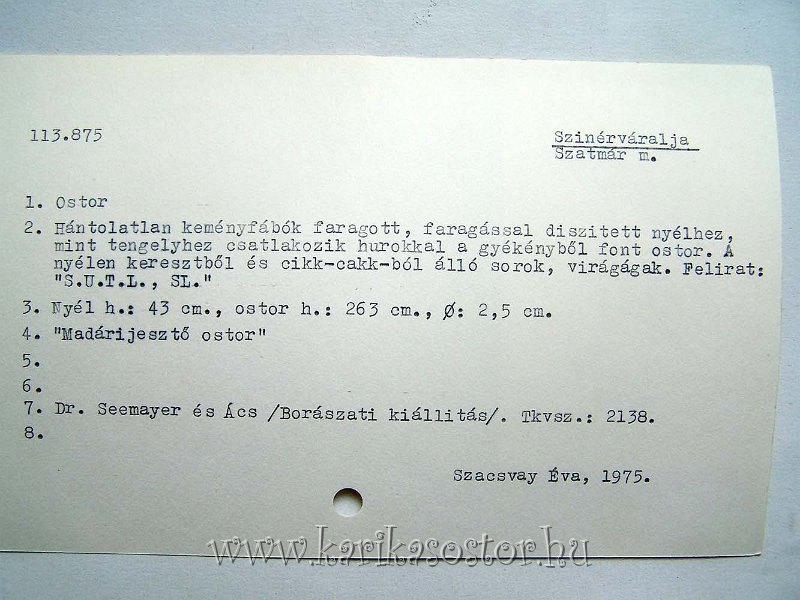 113.875
Szinérváralja
Szatmár m.
1. Ostor
2. Hántolatlan keményfábók faragott, faragással diszitett nyélhez,
mint tengelyhez csatlakozik hurokkal a gyékényből font ostor. A
nyélen keresztből és cikk-cakk-ból álló sorok, virágágak. Felirat:
"S.U.T.L., SL."
3. Nyél h.: 43 cm., ostor h.: 263 cm., Ø: 2,5 cm.
4. "Madárijesztő ostor"
5.
6.
7. Dr. Seemayer és Ács /Borászati kiállitás/. Tkvsz.: 2138.
8.
Szacsvay Éva, 1975.
www.karikasostor.hu